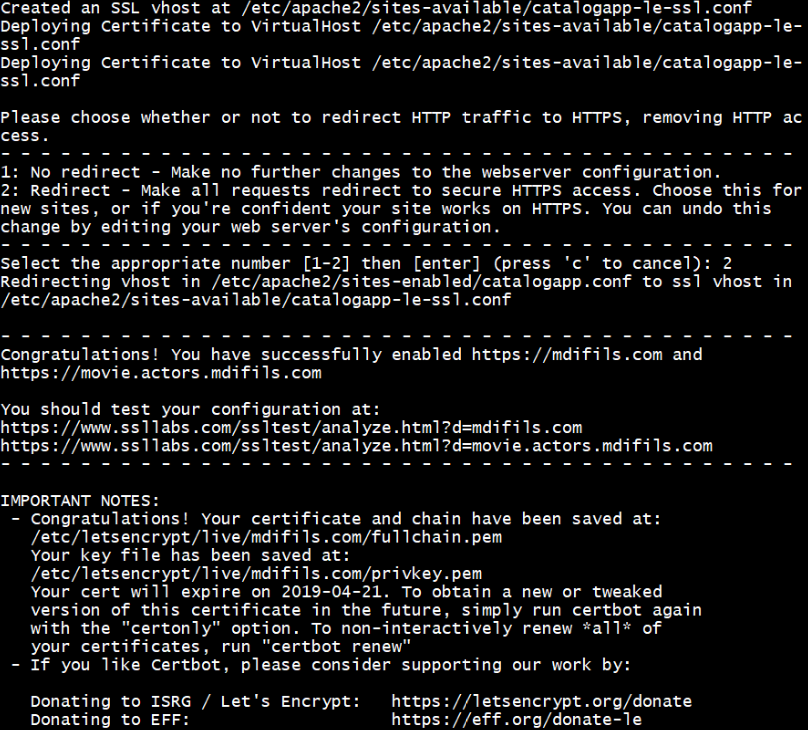 Created an SSL vhost at /etc/apache2/sites-available/catalogapp-le-ssl.conf
Deploying Certificate to VirtualHost /etc/apache2/sites-available/catalogapp-le-
ssl.conf
Deploying Certificate to VirtualHost /etc/apache2/sites-available/catalogapp-le-
ssl.conf
Please choose whether or not to redirect HTTP traffic to HTTPS, removing HTTP ac
cess.
- - - - - - - - - - - - - - - - - - - - - - - - - - - - - - - - - - - - - - - -
1: No redirect - Make no further changes to the webserver configuration.
2: Redirect - Make all requests redirect to secure HTTPS access. Choose this for
new sites, or if you're confident your site works on HTTPS. You can undo this
change by editing your web server's configuration.
- - - - - - - - - - - - - - - - - - - - - - - - - - - - - - - - - - - - - - - -
Select the appropriate number [1-2] then [enter] (press 'c' to cancel): 2
Redirecting vhost in /etc/apache2/sites-enabled/catalogapp.conf to ssl vhost in
/etc/apache2/sites-available/catalogapp-le-ssl.conf
- - - - - - - - - - - - - - - - - - - - - - - - - - - - - - - - - - - - - - - -
Congratulations! You have successfully enabled https://mdifils.com and
https://movie.actors.mdifils.com
You should test your configuration at:
https://www.ssllabs.com/ssltest/analyze.html?d=mdifils.com
https://www.ssllabs.com/ssltest/analyze.html?d=movie.actors.mdifils.com
- - - - - - - - - - - - - - - - - - - - - - - - - - - - - - - - - - - - - - - -
IMPORTANT NOTES:
- Congratulations! Your certificate and chain have been saved at:
/etc/letsencrypt/live/mdifils.com/fullchain.pem
Your key file has been saved at:
/etc/letsencrypt/live/mdifils.com/privkey.pem
Your cert will expire on 2019-04-21. To obtain a new or tweaked
version of this certificate in the future, simply run certbot again
with the "certonly" option. To non-interactively renew *all* of
your certificates, run "certbot renew"
- If you like Certbot, please consider supporting our work by:
Donating to ISRG / Let's Encrypt: https://letsencrypt.org/donate
Donating to EFF: https://eff.org/donate-le